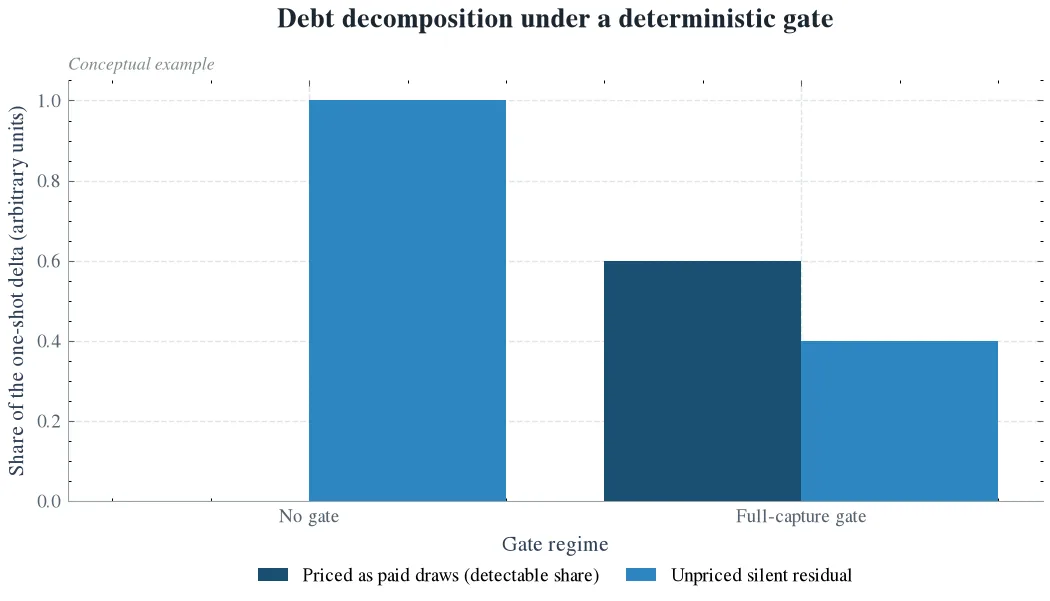 Debt decomposition under a deterministic gate
Conceptual example
Share of the one-shot delta (arbitrary units)
1.0
0.8
0.6
0.4
0.2
0.0
No gate
Full-capture gate
Gate regime
Priced as paid draws (detectable share)
Unpriced silent residual